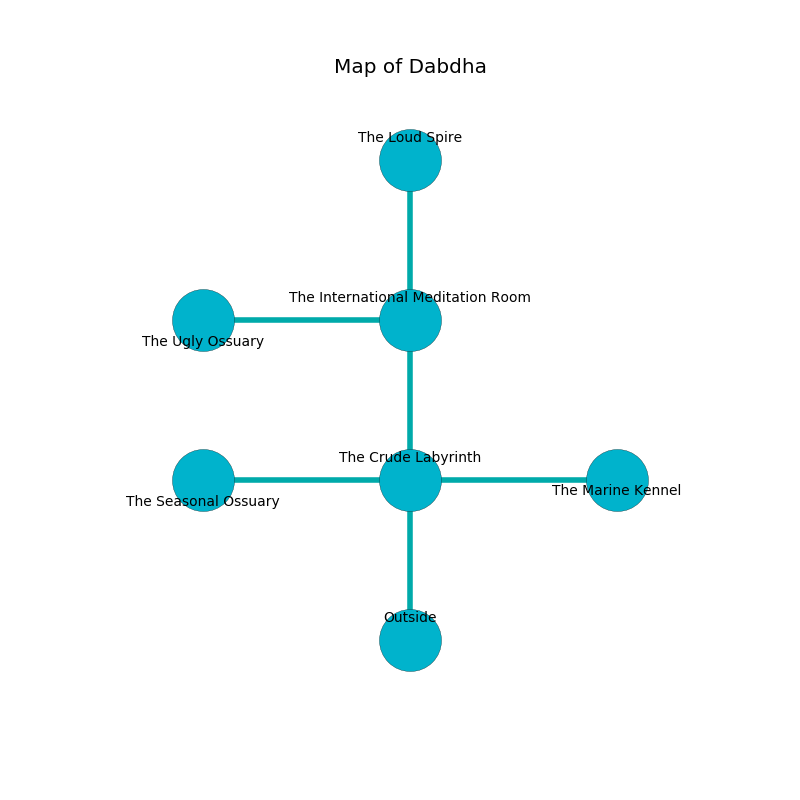 Map of Dabdha
The Loud Spire
The International Meditation Room
The Ugly Ossuary
The Crude Labyrinth
The Marine Kennel
The Seasonal Ossuary
Outside